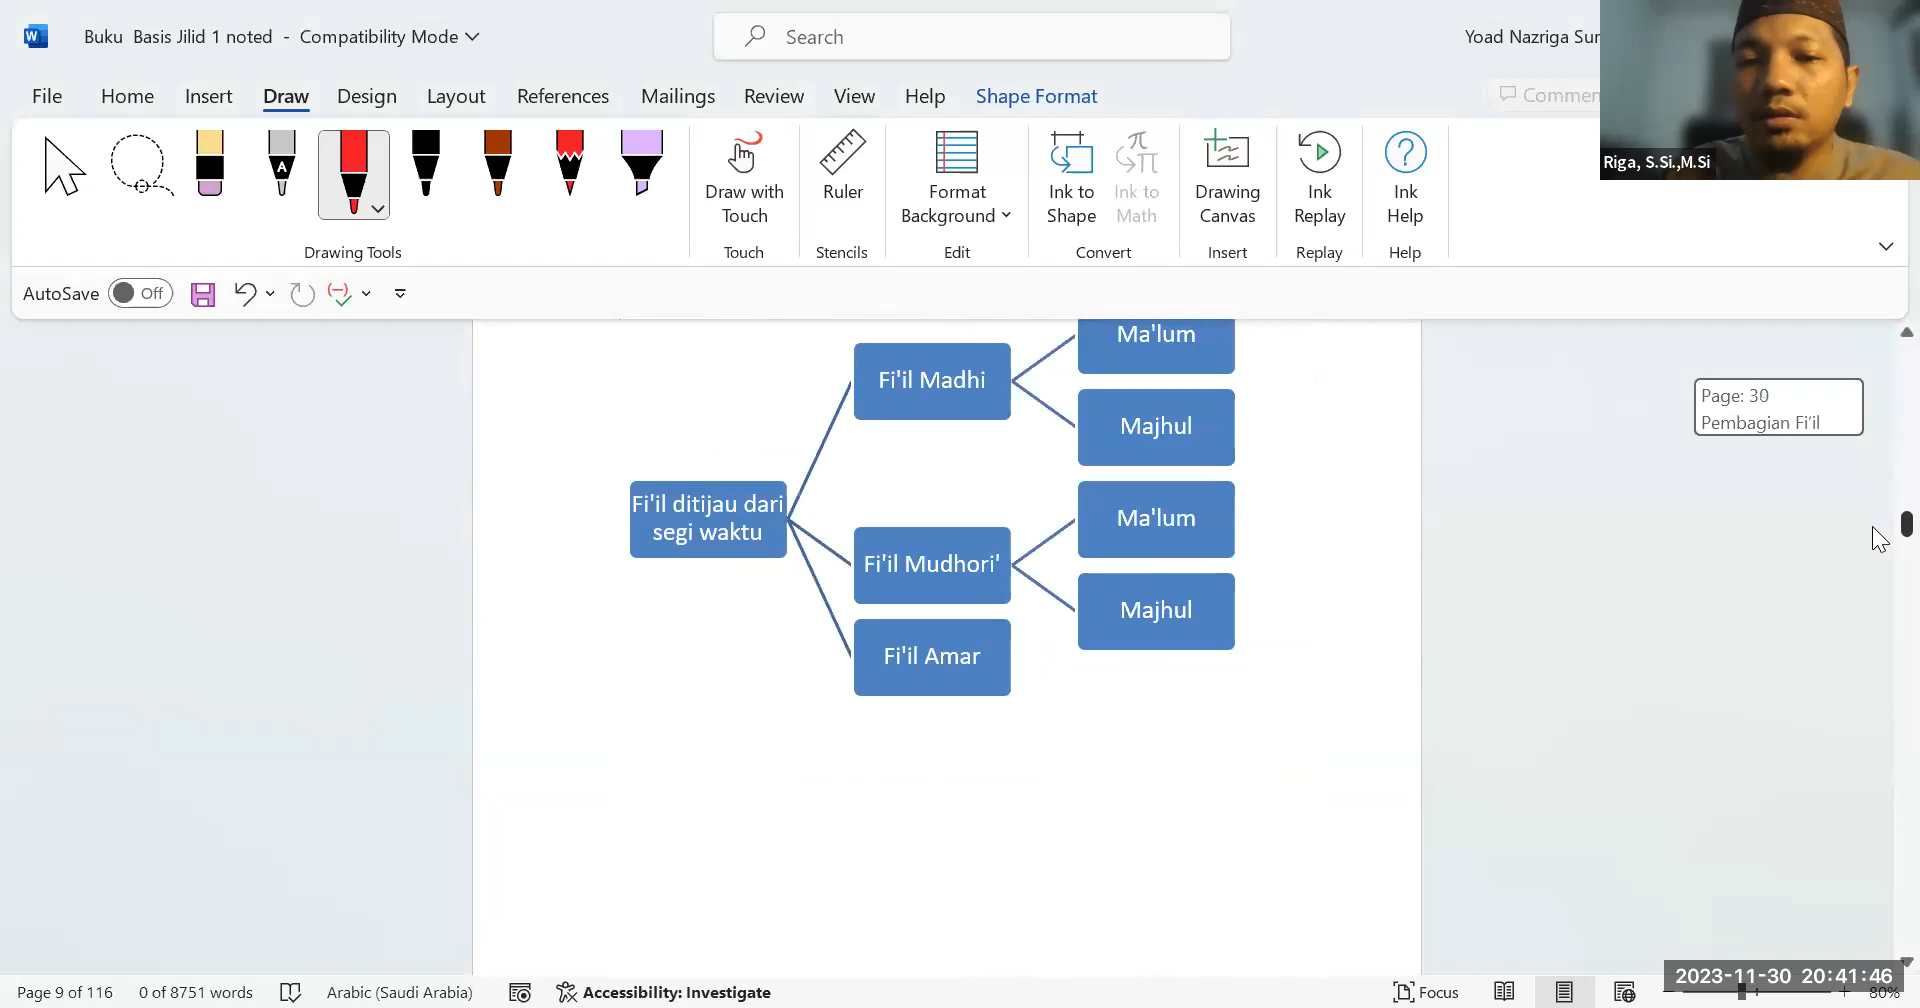 Buku Basis Jilid 1 noted - Compatibility Mode
Search
Yoad Nazriga Sur
File Home Insert Draw Design Layout References Mailings Review View Help Shape Format
Commen
Riga, S.Si.,M.Si
A
Draw with
Touch
Ruler
Format
Background
Ink to
Shape
Ink to
Math
Drawing
Canvas
Ink
Replay
Ink
Help
Drawing Tools Touch Stencils Edit Convert Insert Replay Help
AutoSave Off
Ma'lum
Fi'il Madhi
Majhul
Page: 30
Pembagian Fi’il
Fi'il ditijau dari
segi waktu
Ma'lum
Fi'il Mudhori'
Majhul
Fi'il Amar
2023-11-30 20:41:46
Page 9 of 116 0 of 8751 words Arabic (Saudi Arabia) Accessibility: Investigate Focus 80%